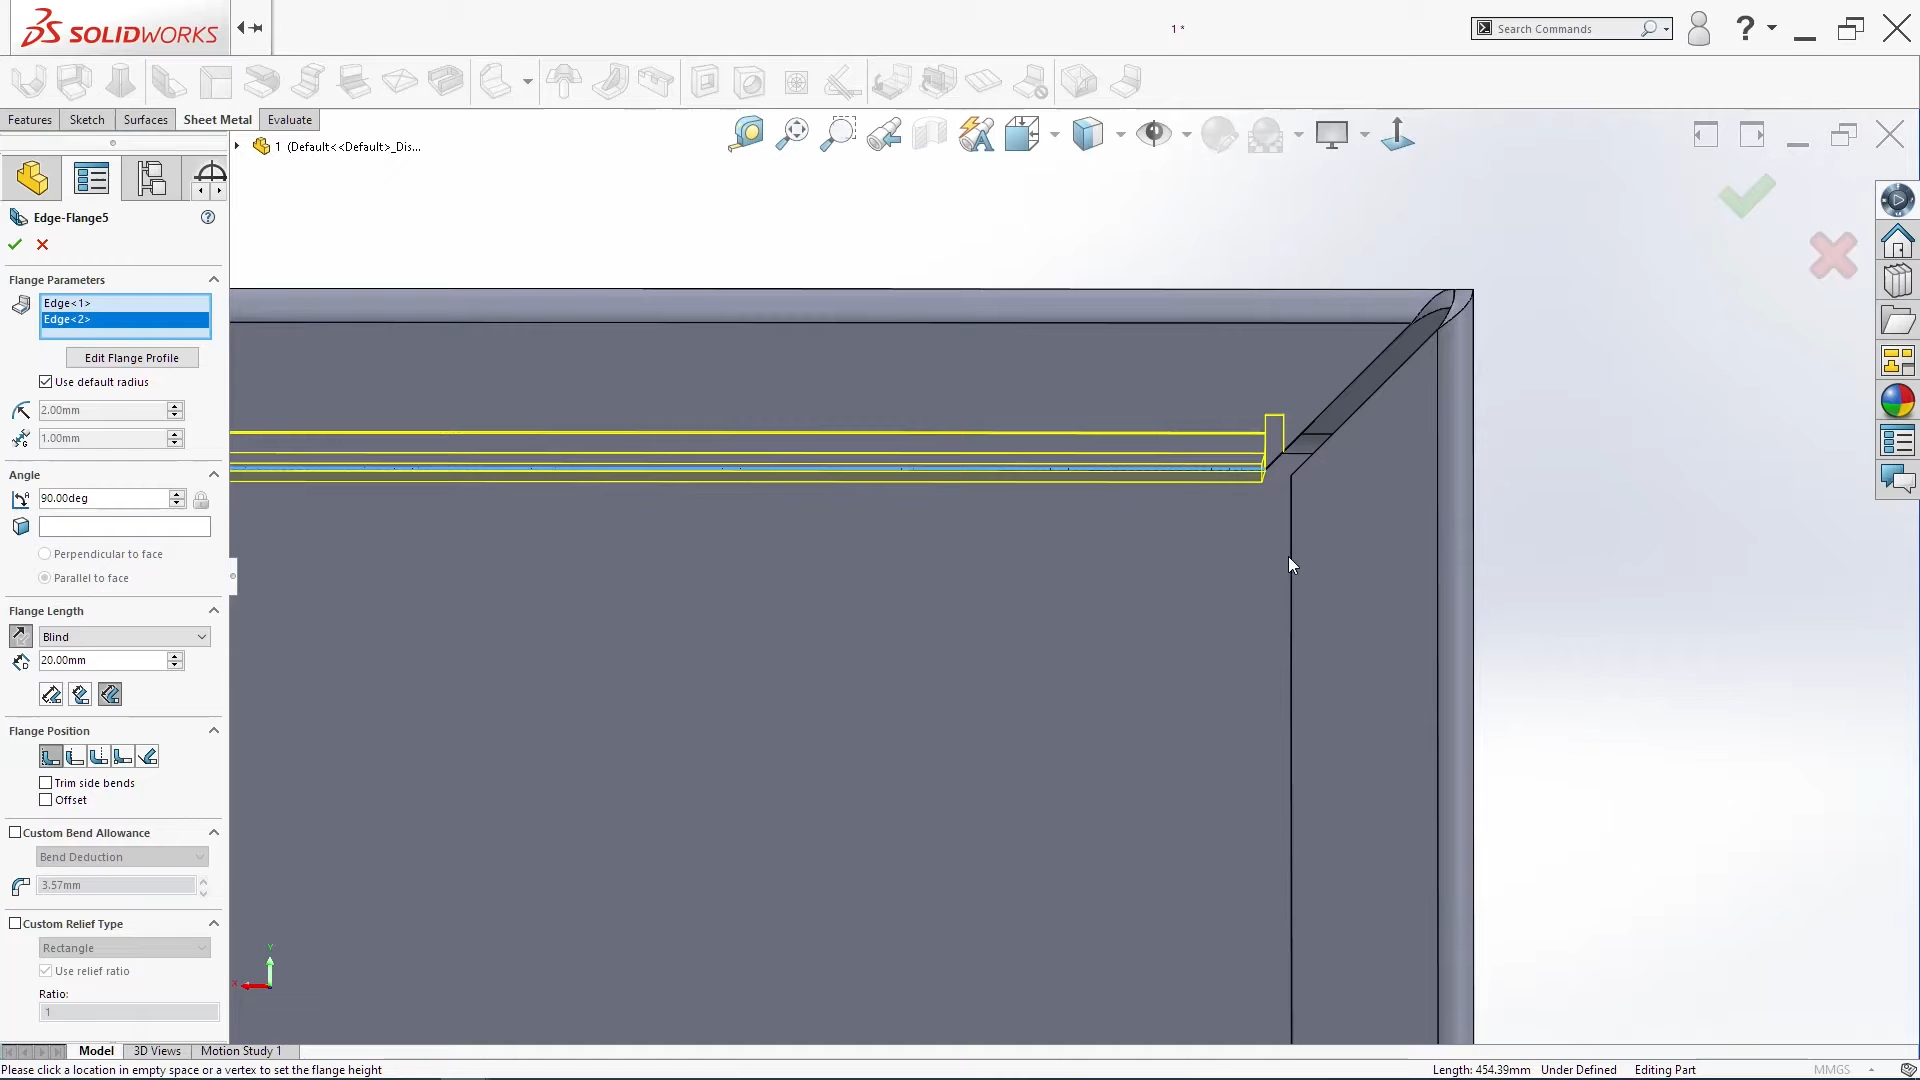 SOLIDWORKS
1 *
Search Commands
?
Features
Sketch
Surfaces
Sheet Metal
Evaluate
1 (Default<<Default>_Dis...
Edge-Flange5
?
Flange Parameters
Edge<1>
Edge<2>
Edit Flange Profile
Use default radius
2.00mm
1.00mm
Angle
90.00deg
Perpendicular to face
Parallel to face
Flange Length
Blind
20.00mm
Flange Position
Trim side bends
Offset
Custom Bend Allowance
Bend Deduction
3.57mm
Custom Relief Type
Rectangle
Use relief ratio
Ratio:
1
Y
X
Model
3D Views
Motion Study 1
Please click a location in empty space or a vertex to set the flange height
Length: 454.39mm
Under Defined
Editing Part
MMGS